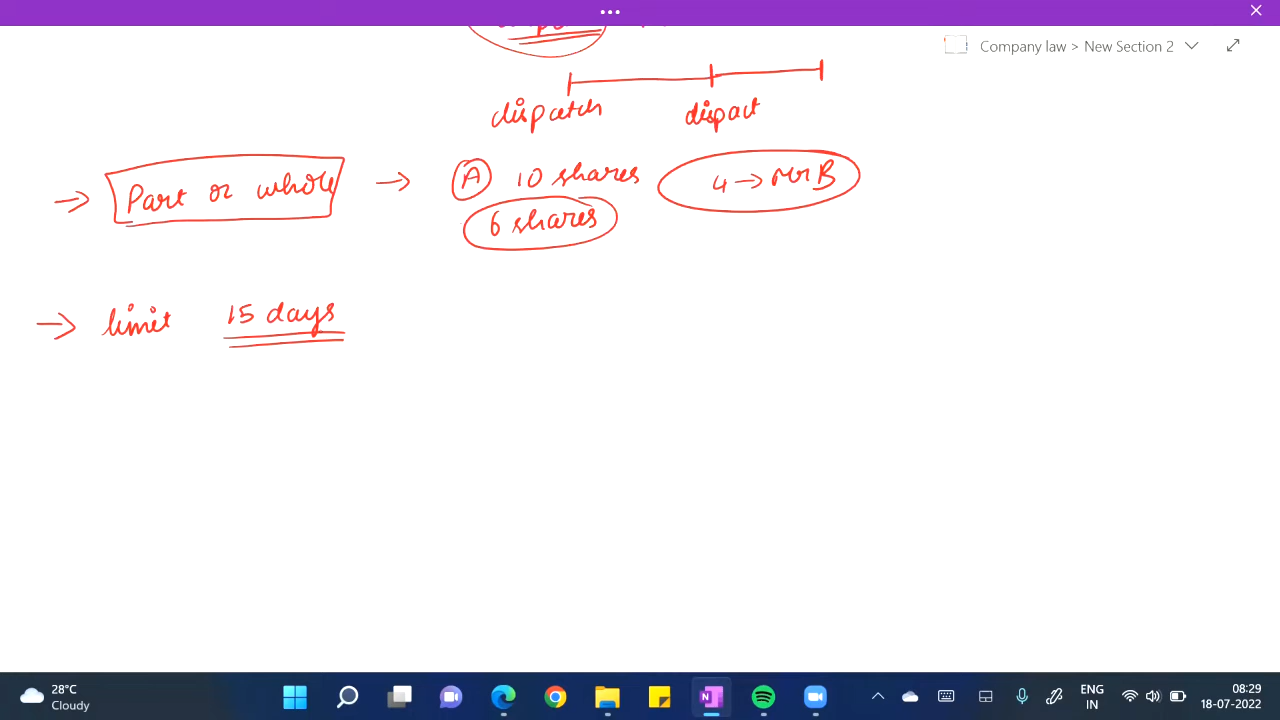 Company law > New Section 2
dispatch dispact
→ Part or whole → A 10 shares 4 → Mr B
6 shares
→ limit 15 days
28°C
Cloudy
ENG
IN
08:29
18-07-2022